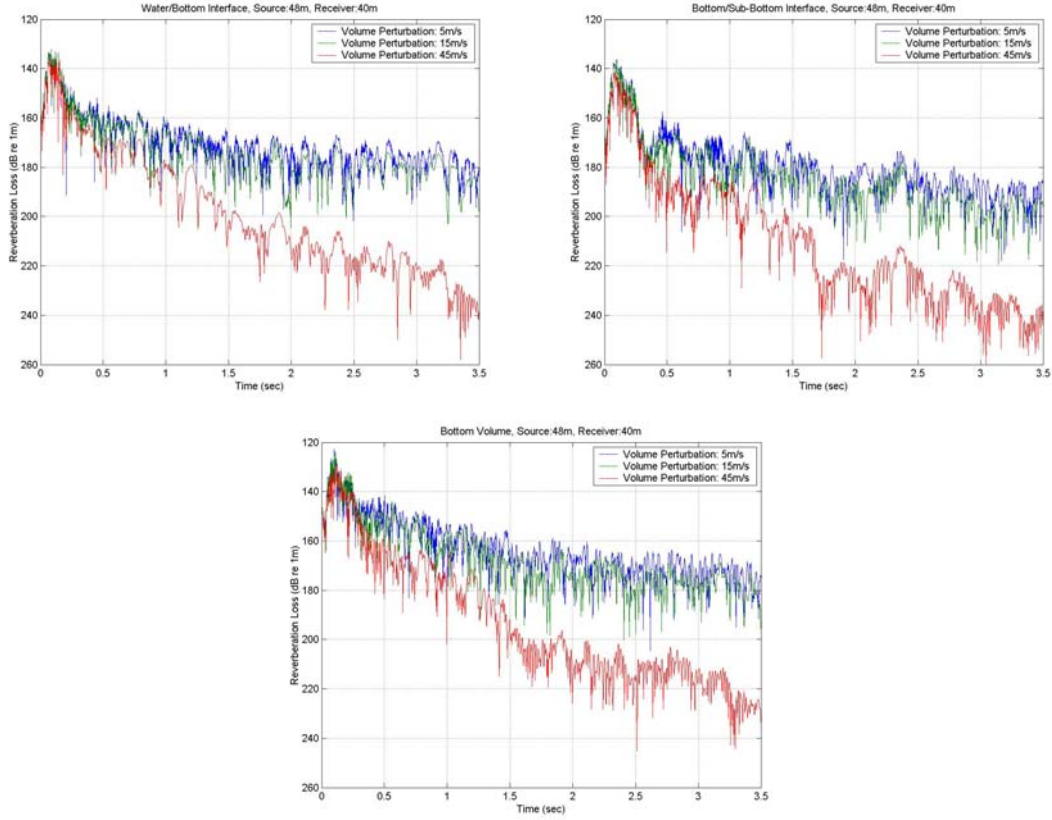 Water/Bottom Interface, Source:48m, Receiver:40m
Reverberation Loss (dB re 1m)
120
140
160
180
200
220
240
260
Volume Perturbation: 5m/s
Volume Perturbation: 15m/s
Volume Perturbation: 45m/s
0 0.5 1 1.5 2 2.5 3 3.5
Time (sec)
Bottom/Sub-Bottom Interface, Source:48m, Receiver:40m
Reverberation Loss (dB re 1m)
120
140
160
180
200
220
240
260
Volume Perturbation: 5m/s
Volume Perturbation: 15m/s
Volume Perturbation: 45m/s
0 0.5 1 1.5 2 2.5 3 3.5
Time (sec)
Bottom Volume, Source:48m, Receiver:40m
Reverberation Loss (dB re 1m)
120
140
160
180
200
220
240
260
Volume Perturbation: 5m/s
Volume Perturbation: 15m/s
Volume Perturbation: 45m/s
0 0.5 1 1.5 2 2.5 3 3.5
Time (sec)